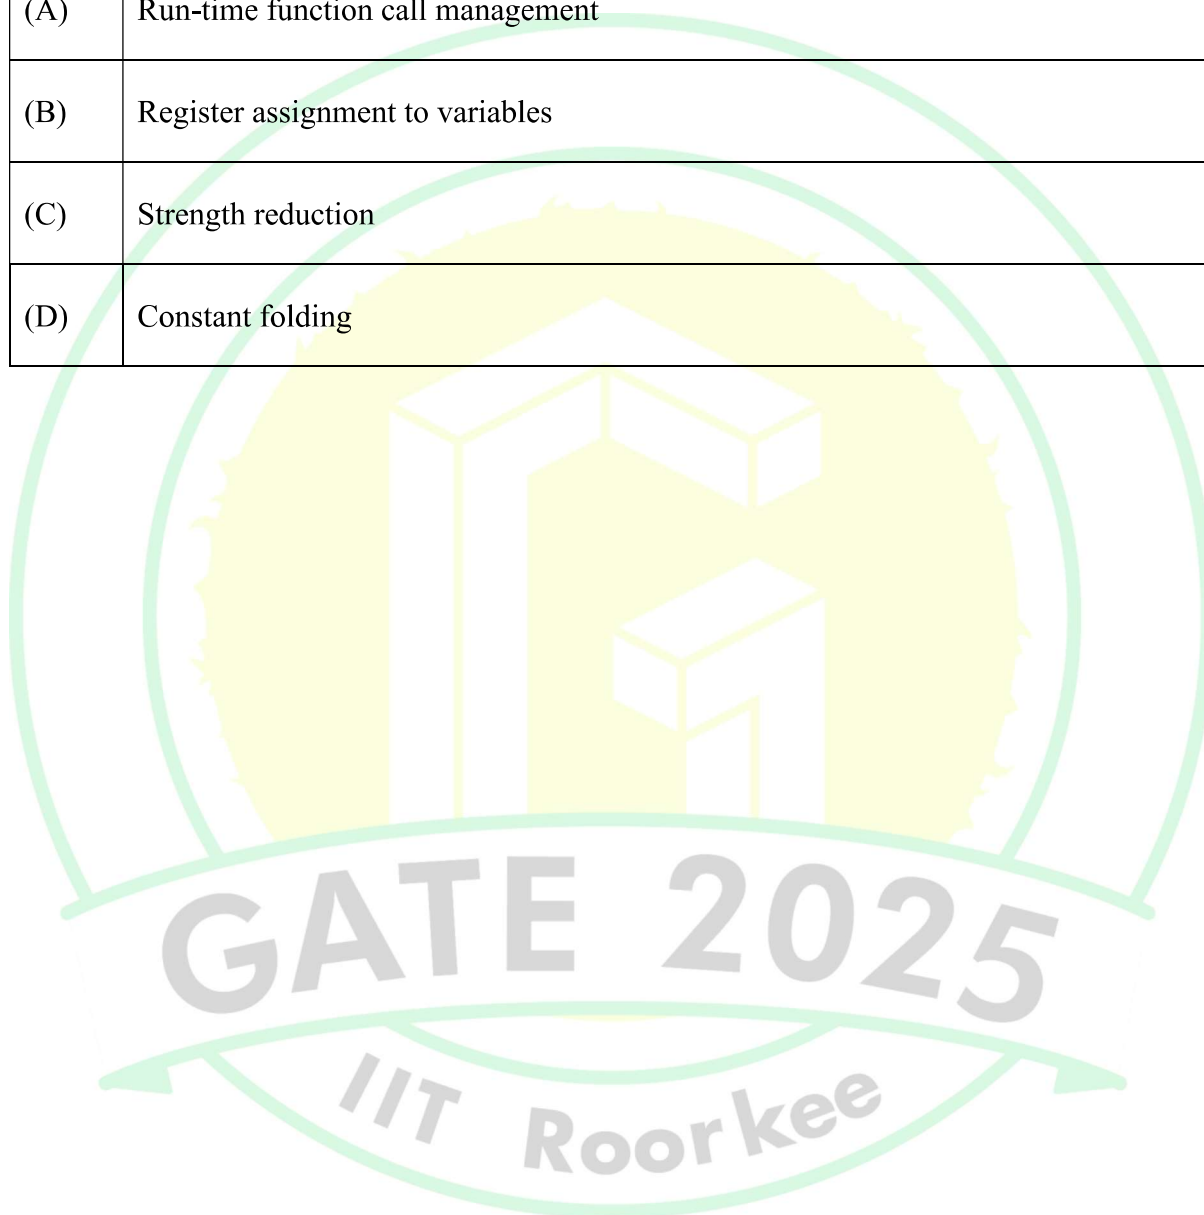 (A) Run-time function call management
(B) Register assignment to variables
(C) Strength reduction
(D) Constant folding
GATE 2025
IIT Roorkee